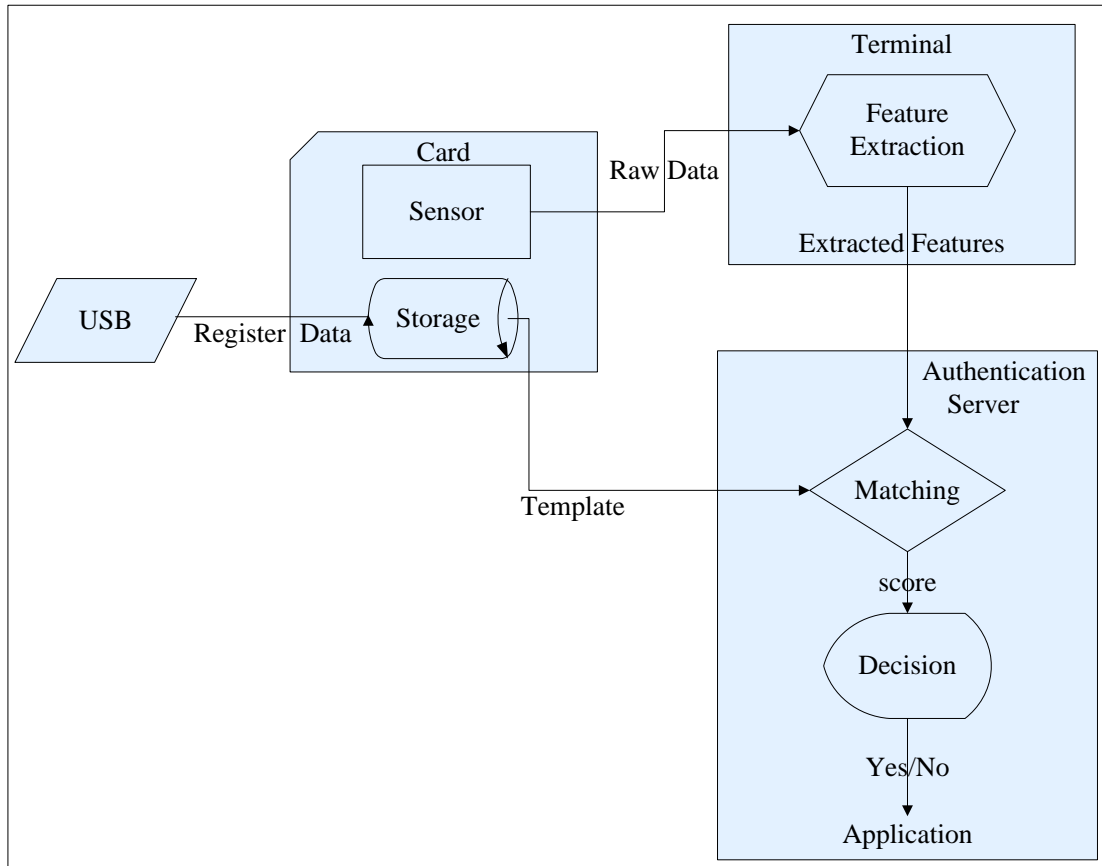 Terminal
Feature
Extraction
Card
Raw Data
Sensor
Extracted Features
USB
Storage
Register Data
Authentication
Server
Matching
Template
score
Decision
Yes/No
Application